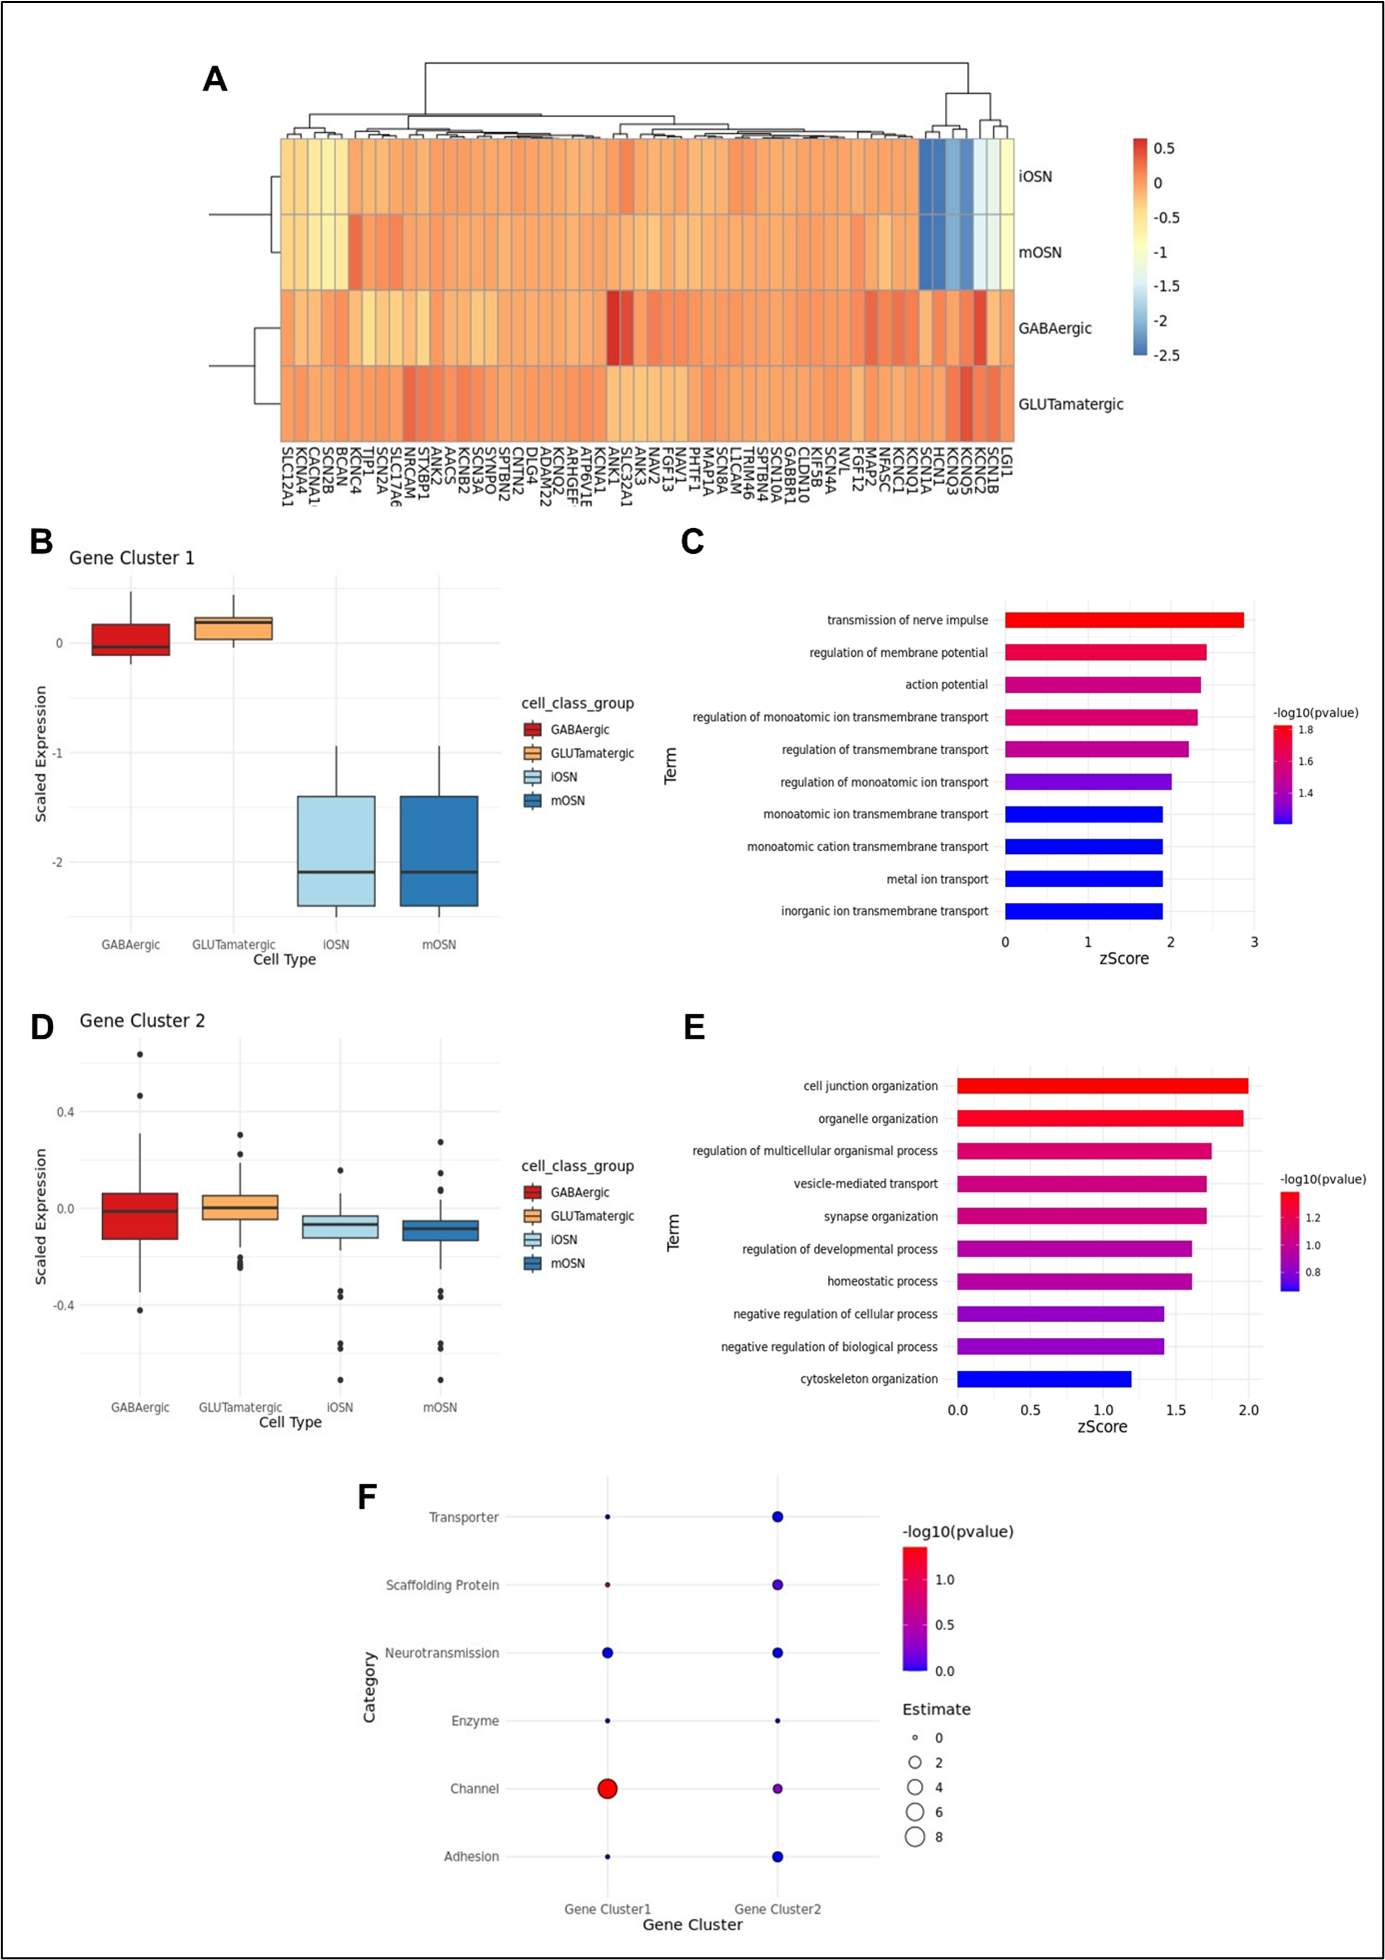 A
0.5
0
-0.5
-1
-1.5
-2
-2.5
iOSN
mOSN
GABAergic
GLUTamatergic
SLC12A1
KCNA4
CACNA1
SCN2B
BCAN
KCNC4
TJP1
SCN2A
SLC17A6
NRCAM
STXBP1
ANK2
AACS
KCNB2
SCN3A
SYNPO
SPTBN2
CNTN2
DLG4
ADAM22
KCNQ2
ARHGEF
ATP6V1E
KCNA1
ANK1
SLC32A1
ANK3
NAV2
FGF13
NAV1
PHTF1
MAP1A
SCN8A
L1CAM
TRIM46
SPTBN4
SCN10A
GABBR1
CLDN10
KIF5B
SCN4A
NVL
FGF12
MAP2
NFASC
KCNC1
KCNQ1
SCN1A
HCN1
KCNQ3
KCNQ5
KCNC2
SCN1B
LGI1
B
Gene Cluster 1
Scaled Expression
0
-1
-2
GABAergic
GLUTamatergic
iOSN
mOSN
Cell Type
cell_class_group
GABAergic
GLUTamatergic
iOSN
mOSN
C
Term
transmission of nerve impulse
regulation of membrane potential
action potential
regulation of monoatomic ion transmembrane transport
regulation of transmembrane transport
regulation of monoatomic ion transport
monoatomic ion transmembrane transport
monoatomic cation transmembrane transport
metal ion transport
inorganic ion transmembrane transport
0
1
2
3
zScore
-log10(pvalue)
1.8
1.6
1.4
D
Gene Cluster 2
Scaled Expression
0.4
0.0
-0.4
GABAergic
GLUTamatergic
iOSN
mOSN
Cell Type
cell_class_group
GABAergic
GLUTamatergic
iOSN
mOSN
E
Term
cell junction organization
organelle organization
regulation of multicellular organismal process
vesicle-mediated transport
synapse organization
regulation of developmental process
homeostatic process
negative regulation of cellular process
negative regulation of biological process
cytoskeleton organization
0.0
0.5
1.0
1.5
2.0
zScore
-log10(pvalue)
1.2
1.0
0.8
F
Category
Transporter
Scaffolding Protein
Neurotransmission
Enzyme
Channel
Adhesion
Gene Cluster1
Gene Cluster2
Gene Cluster
-log10(pvalue)
1.0
0.5
0.0
Estimate
0
2
4
6
8